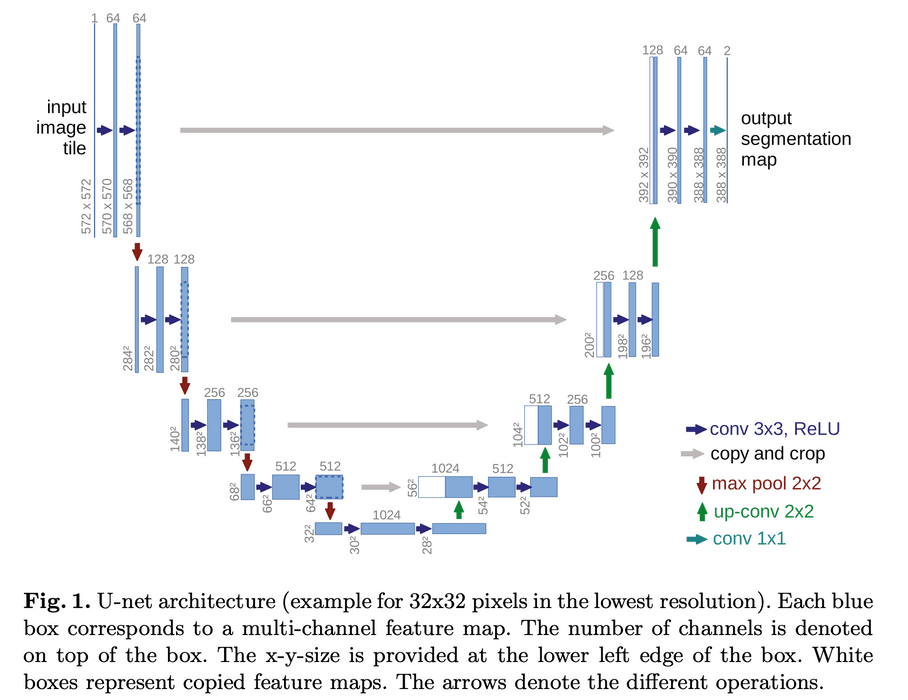 1 64 64
128 64 64 2
input
image
tile
output
segmentation
map
572 x 572
570 x 570
568 x 568
392 x 392
390 x 390
388 x 388
388 x 388
128 128
256 128
284²
282²
280²
200²
198²
196²
256 256
512 256
140²
138²
136²
104²
102²
100²
512 512
1024 512
68²
66²
64²
56²
54²
52²
1024
32²
30²
28²
conv 3x3, ReLU
copy and crop
max pool 2x2
up-conv 2x2
conv 1x1
Fig. 1. U-net architecture (example for 32x32 pixels in the lowest resolution). Each blue
box corresponds to a multi-channel feature map. The number of channels is denoted
on top of the box. The x-y-size is provided at the lower left edge of the box. White
boxes represent copied feature maps. The arrows denote the different operations.